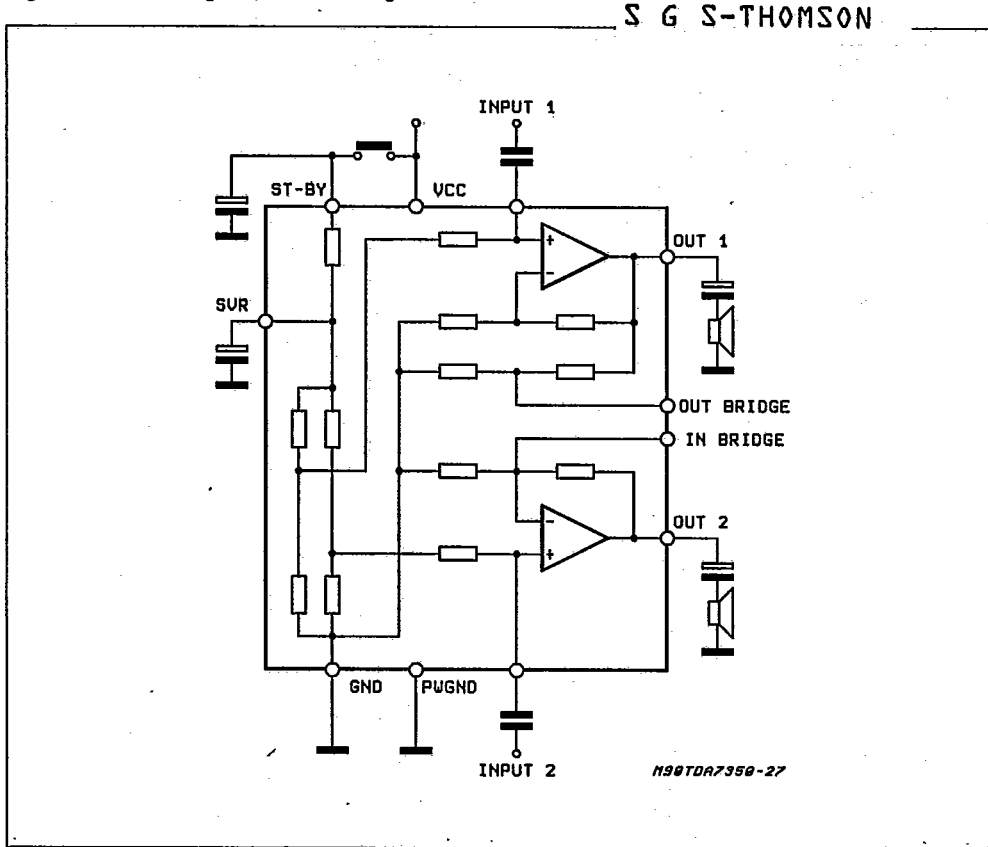 S G S-THOMSON
INPUT 1
ST-BY
VCC
+
-
OUT 1
SVR
OUT BRIDGE
IN BRIDGE
-
+
OUT 2
GND
PWGND
INPUT 2
M90TDA7350-27